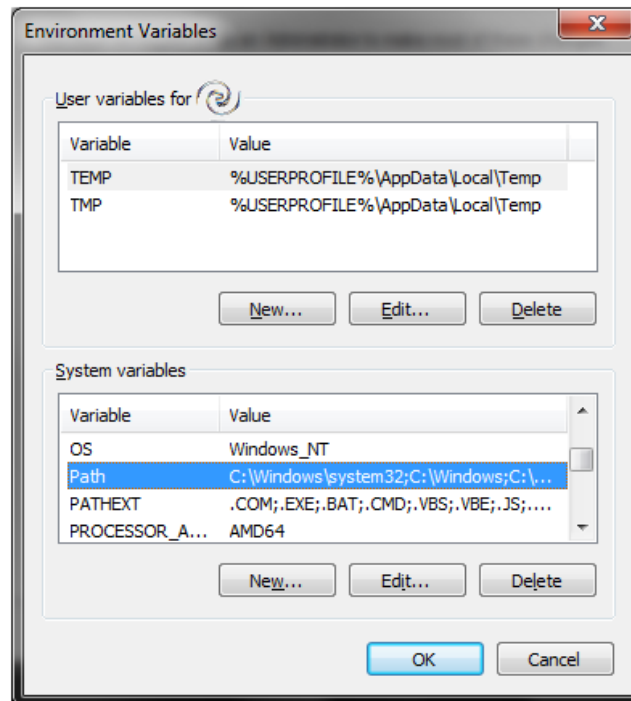 Environment Variables
User variables for
Variable Value
TEMP %USERPROFILE%\AppData\Local\Temp
TMP %USERPROFILE%\AppData\Local\Temp
New... Edit... Delete
System variables
Variable Value
OS Windows_NT
Path C:\Windows\system32;C:\Windows;C:\...
PATHEXT .COM;.EXE;.BAT;.CMD;.VBS;.VBE;.JS;....
PROCESSOR_A... AMD64
New... Edit... Delete
OK Cancel